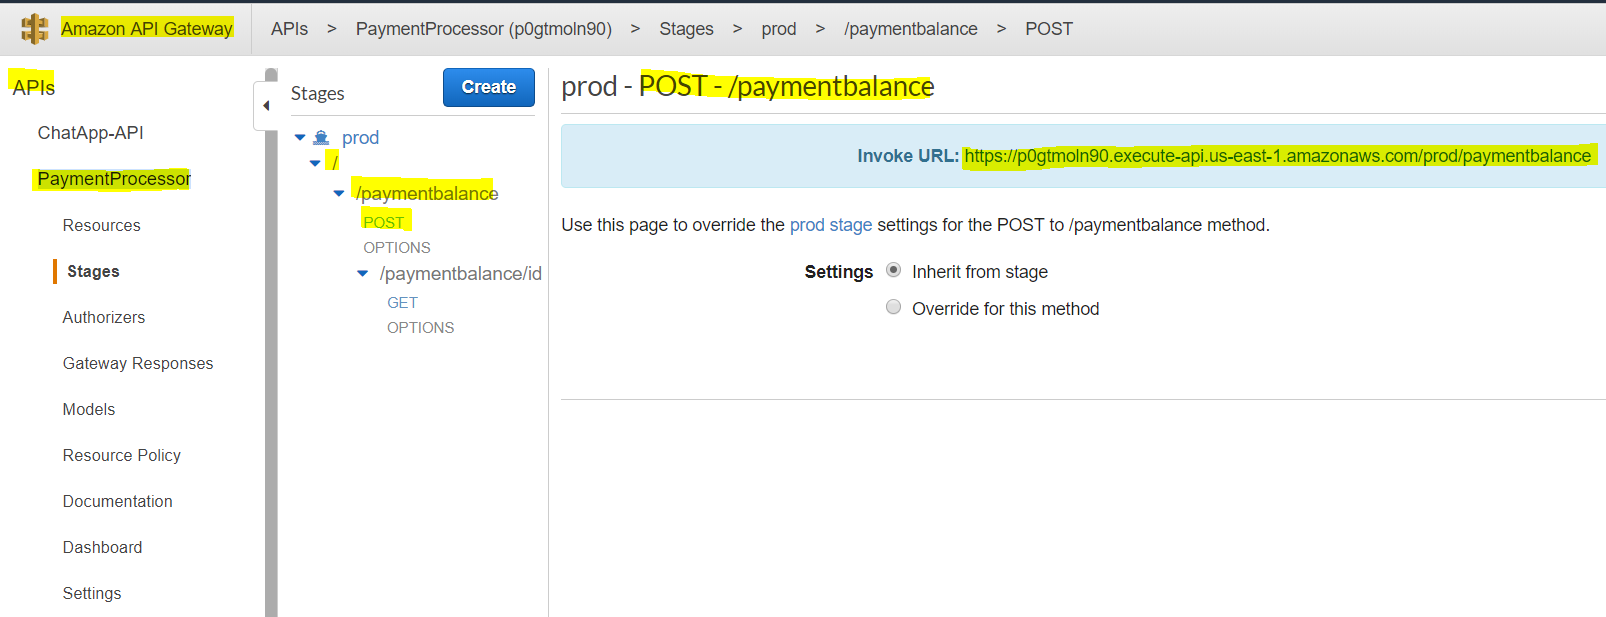 Amazon API Gateway APIs > PaymentProcessor (p0gtmoln90) > Stages > prod > /paymentbalance > POST
APIs
ChatApp-API
PaymentProcessor
Resources
Stages
Authorizers
Gateway Responses
Models
Resource Policy
Documentation
Dashboard
Settings
Stages Create
prod
/
/paymentbalance
POST
OPTIONS
/paymentbalance/id
GET
OPTIONS
prod - POST - /paymentbalance
Invoke URL: https://p0gtmoln90.execute-api.us-east-1.amazonaws.com/prod/paymentbalance
Use this page to override the prod stage settings for the POST to /paymentbalance method.
Settings Inherit from stage
Override for this method